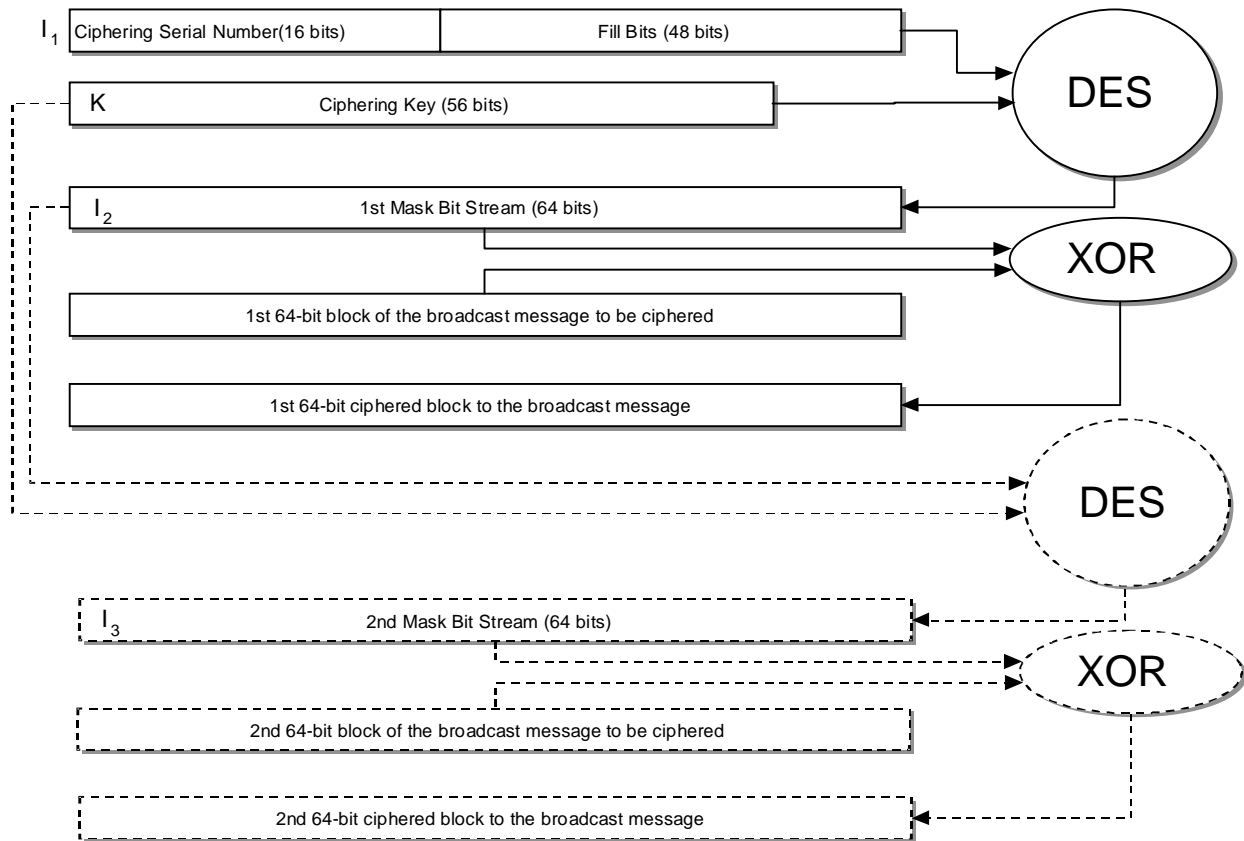 I1 Ciphering Serial Number(16 bits) Fill Bits (48 bits)
DES
K Ciphering Key (56 bits)
I2 1st Mask Bit Stream (64 bits)
XOR
1st 64-bit block of the broadcast message to be ciphered
1st 64-bit ciphered block to the broadcast message
DES
I3 2nd Mask Bit Stream (64 bits)
XOR
2nd 64-bit block of the broadcast message to be ciphered
2nd 64-bit ciphered block to the broadcast message